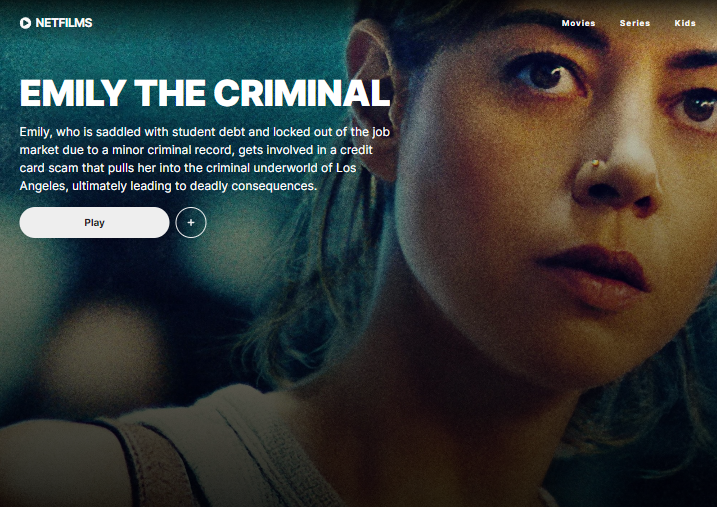 NETFILMS
Movies Series Kids
EMILY THE CRIMINAL
Emily, who is saddled with student debt and locked out of the job
market due to a minor criminal record, gets involved in a credit
card scam that pulls her into the criminal underworld of Los
Angeles, ultimately leading to deadly consequences.
Play +